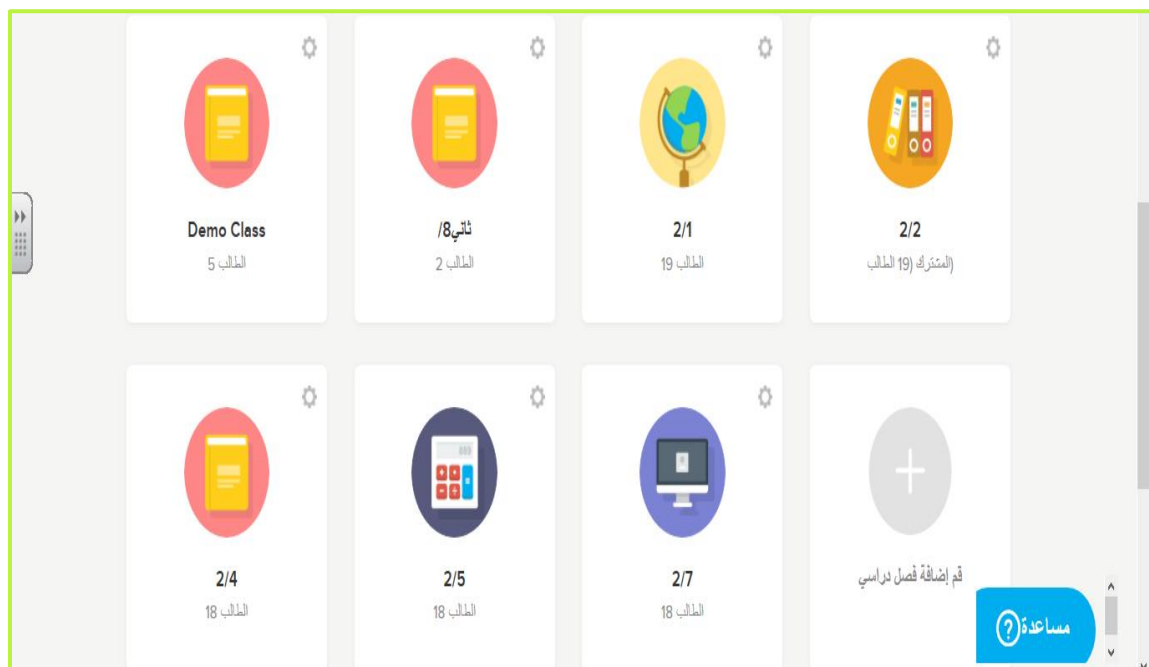 Demo Class
الطالب 5
ثاني8/
الطالب 2
2/1
الطالب 19
2/2
(المشترك (19 الطالب
2/4
الطالب 18
2/5
الطالب 18
2/7
الطالب 18
قم إضافة فصل دراسي
مساعدة